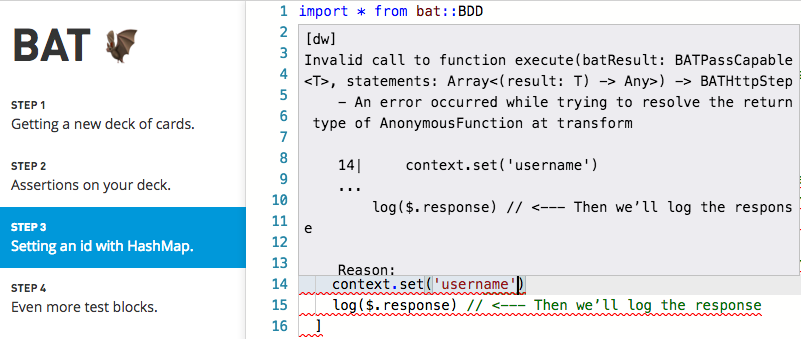 BAT
STEP 1
Getting a new deck of cards.
STEP 2
Assertions on your deck.
STEP 3
Setting an id with HashMap.
STEP 4
Even more test blocks.
1 import * from bat::BDD
2
3
4
5
6
7
8
9
10
11
12
13
[dw]
Invalid call to function execute(batResult: BATPassCapable
<T>, statements: Array<(result: T) -> Any>) -> BATHttpStep
- An error occurred while trying to resolve the return
type of AnonymousFunction at transform
14| context.set('username')
...
log($.response) // <--- Then we’ll log the respons
e
Reason:
14 context.set('username')
15 log($.response) // <--- Then we’ll log the response
16 ]